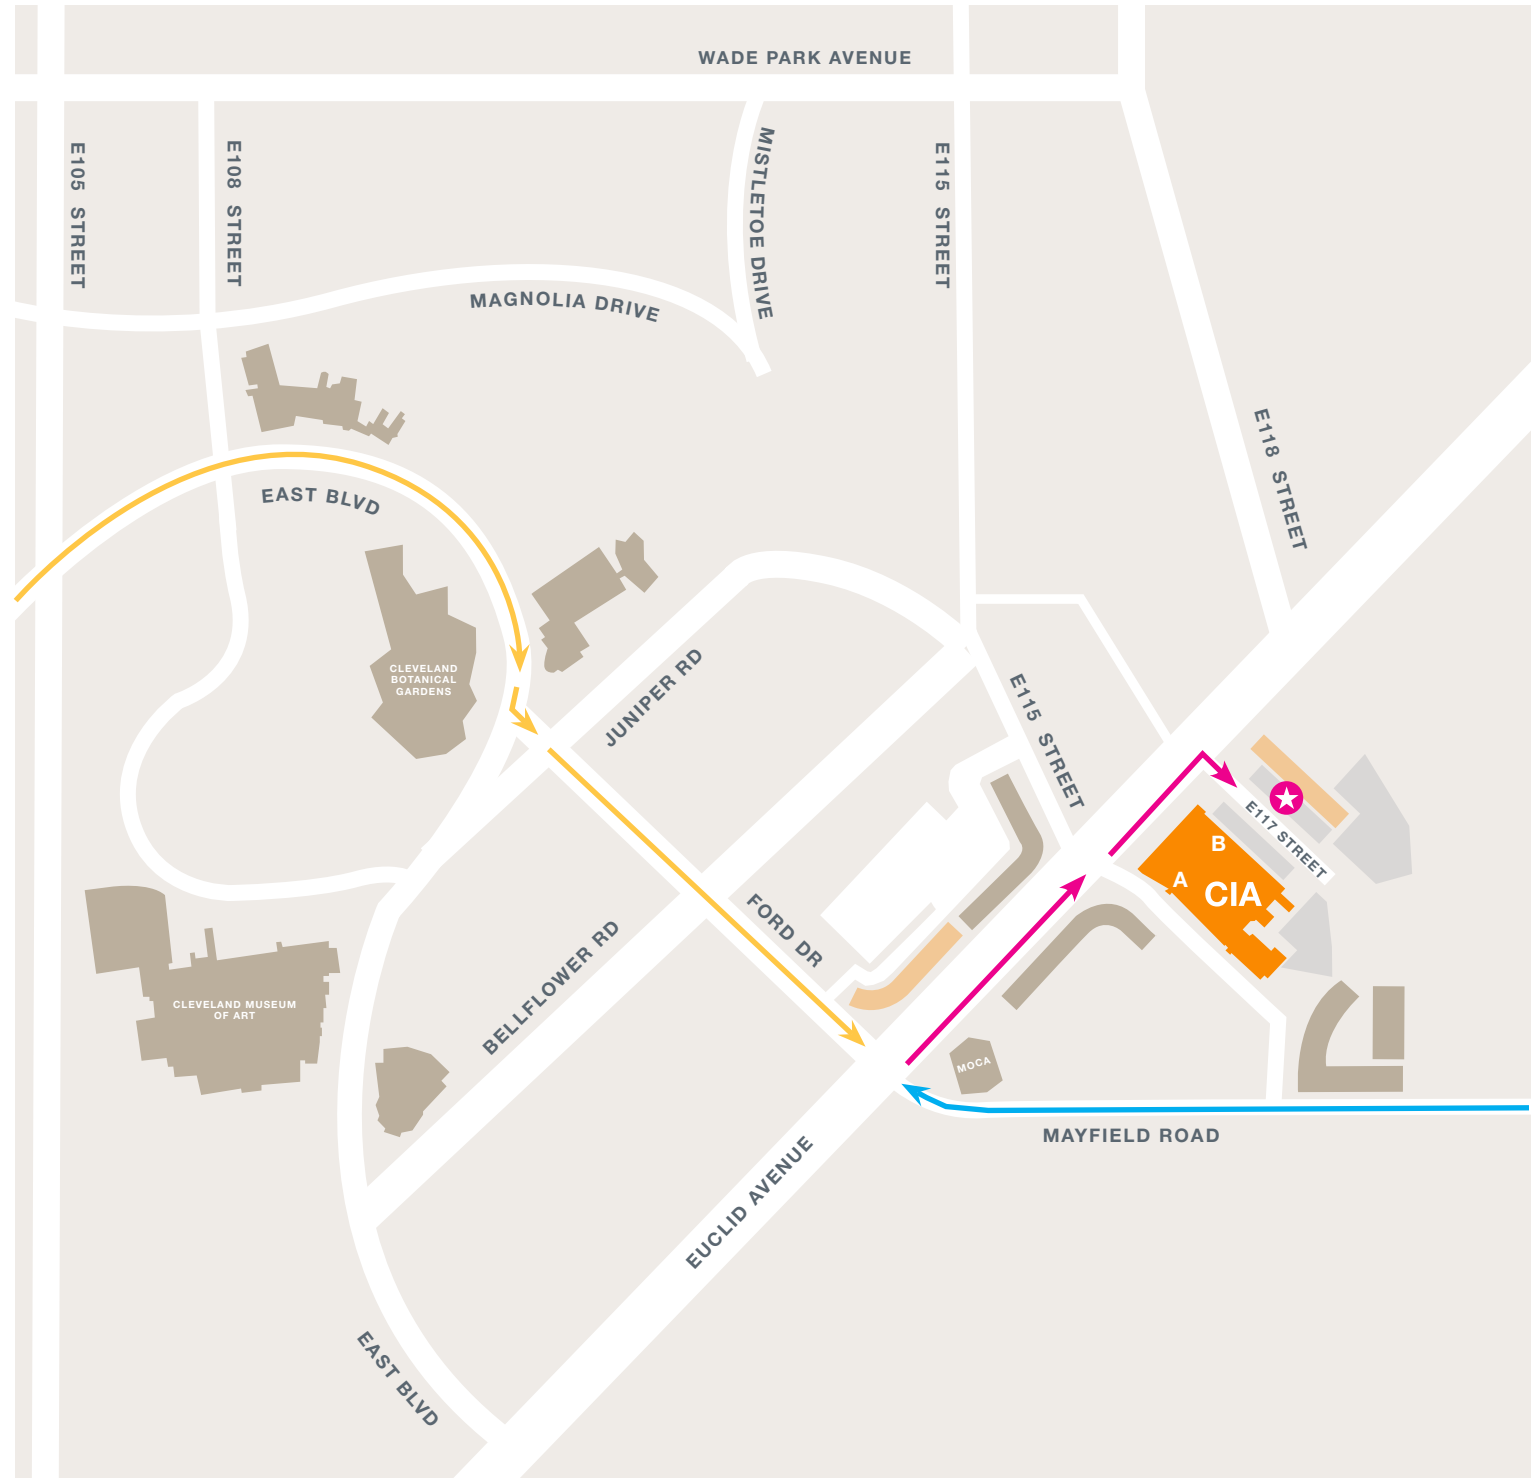 WADE PARK AVENUE
E105 STREET
E108 STREET
MISTLETOE DRIVE
E115 STREET
MAGNOLIA DRIVE
E118 STREET
EAST BLVD
CLEVELAND
BOTANICAL
GARDENS
JUNIPER RD
E115 STREET
E117 STREET
B
A
CIA
FORD DR
BELLFLOWER RD
CLEVELAND MUSEUM
OF ART
MOCA
MAYFIELD ROAD
EUCLID AVENUE
EAST BLVD